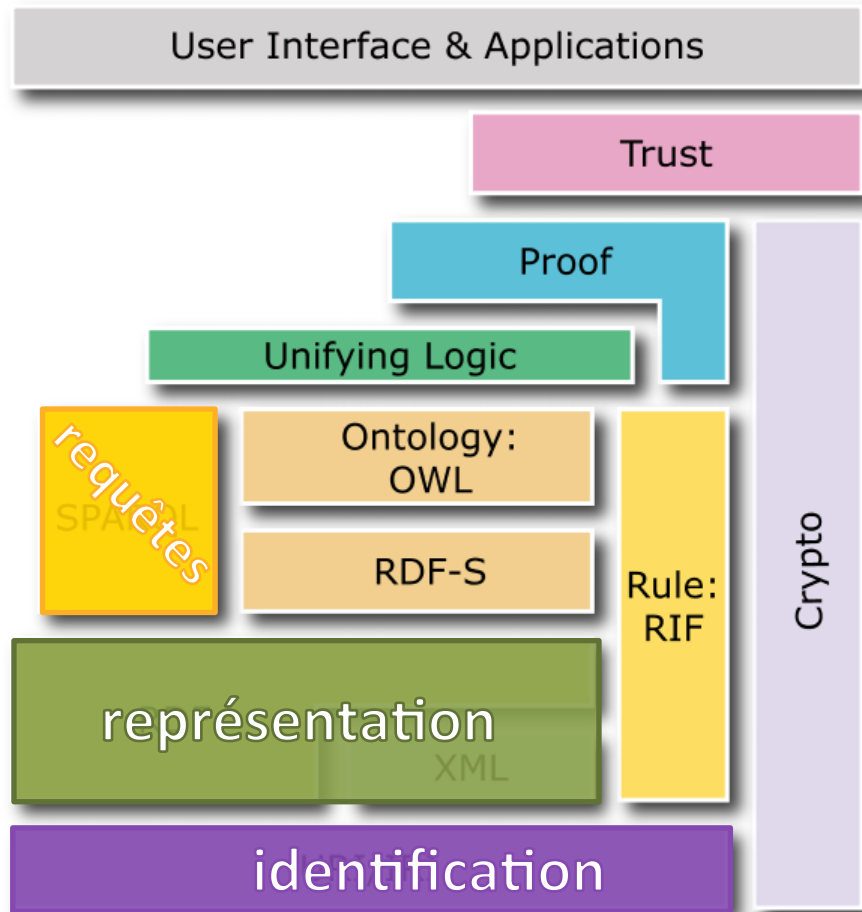 User Interface & Applications
Trust
Proof
Unifying Logic
requêtes
Ontology:
OWL
RDF-S
Rule:
RIF
Crypto
représentation
XML
identification